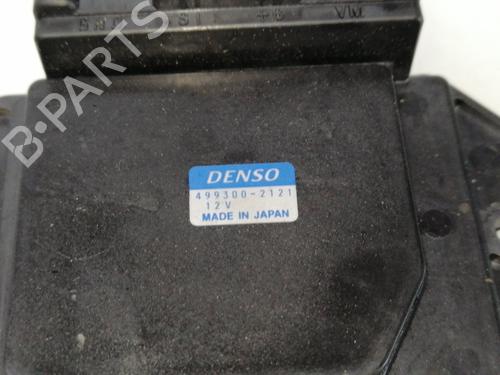 DENSO
499300-2121
12V
MADE IN JAPAN
B-PARTS